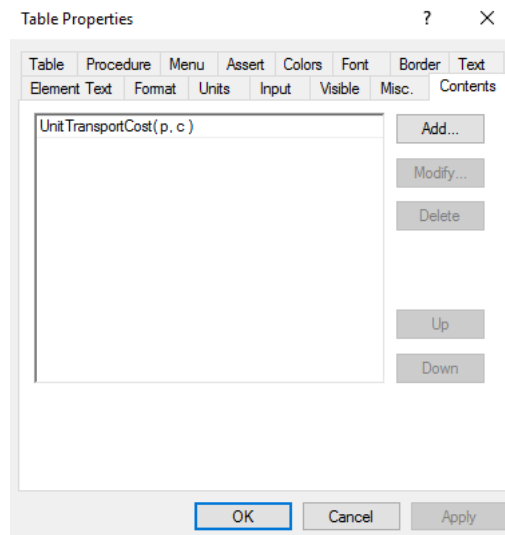 Table Properties ? ×
Table Procedure Menu Assert Colors Font Border Text
Element Text Format Units Input Visible Misc. Contents
UnitTransportCost( p, c )
Add...
Modify...
Delete
Up
Down
OK Cancel Apply